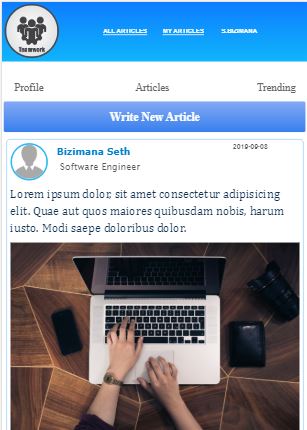 Teamwork
ALL ARTICLES MY ARTICLES S.BIZIMANA
Profile Articles Trending
Write New Article
Bizimana Seth 2019-09-08
Software Engineer
Lorem ipsum dolor, sit amet consectetur adipisicing
elit. Quae aut quos maiores quibusdam nobis, harum
iusto. Modi saepe doloribus dolor.